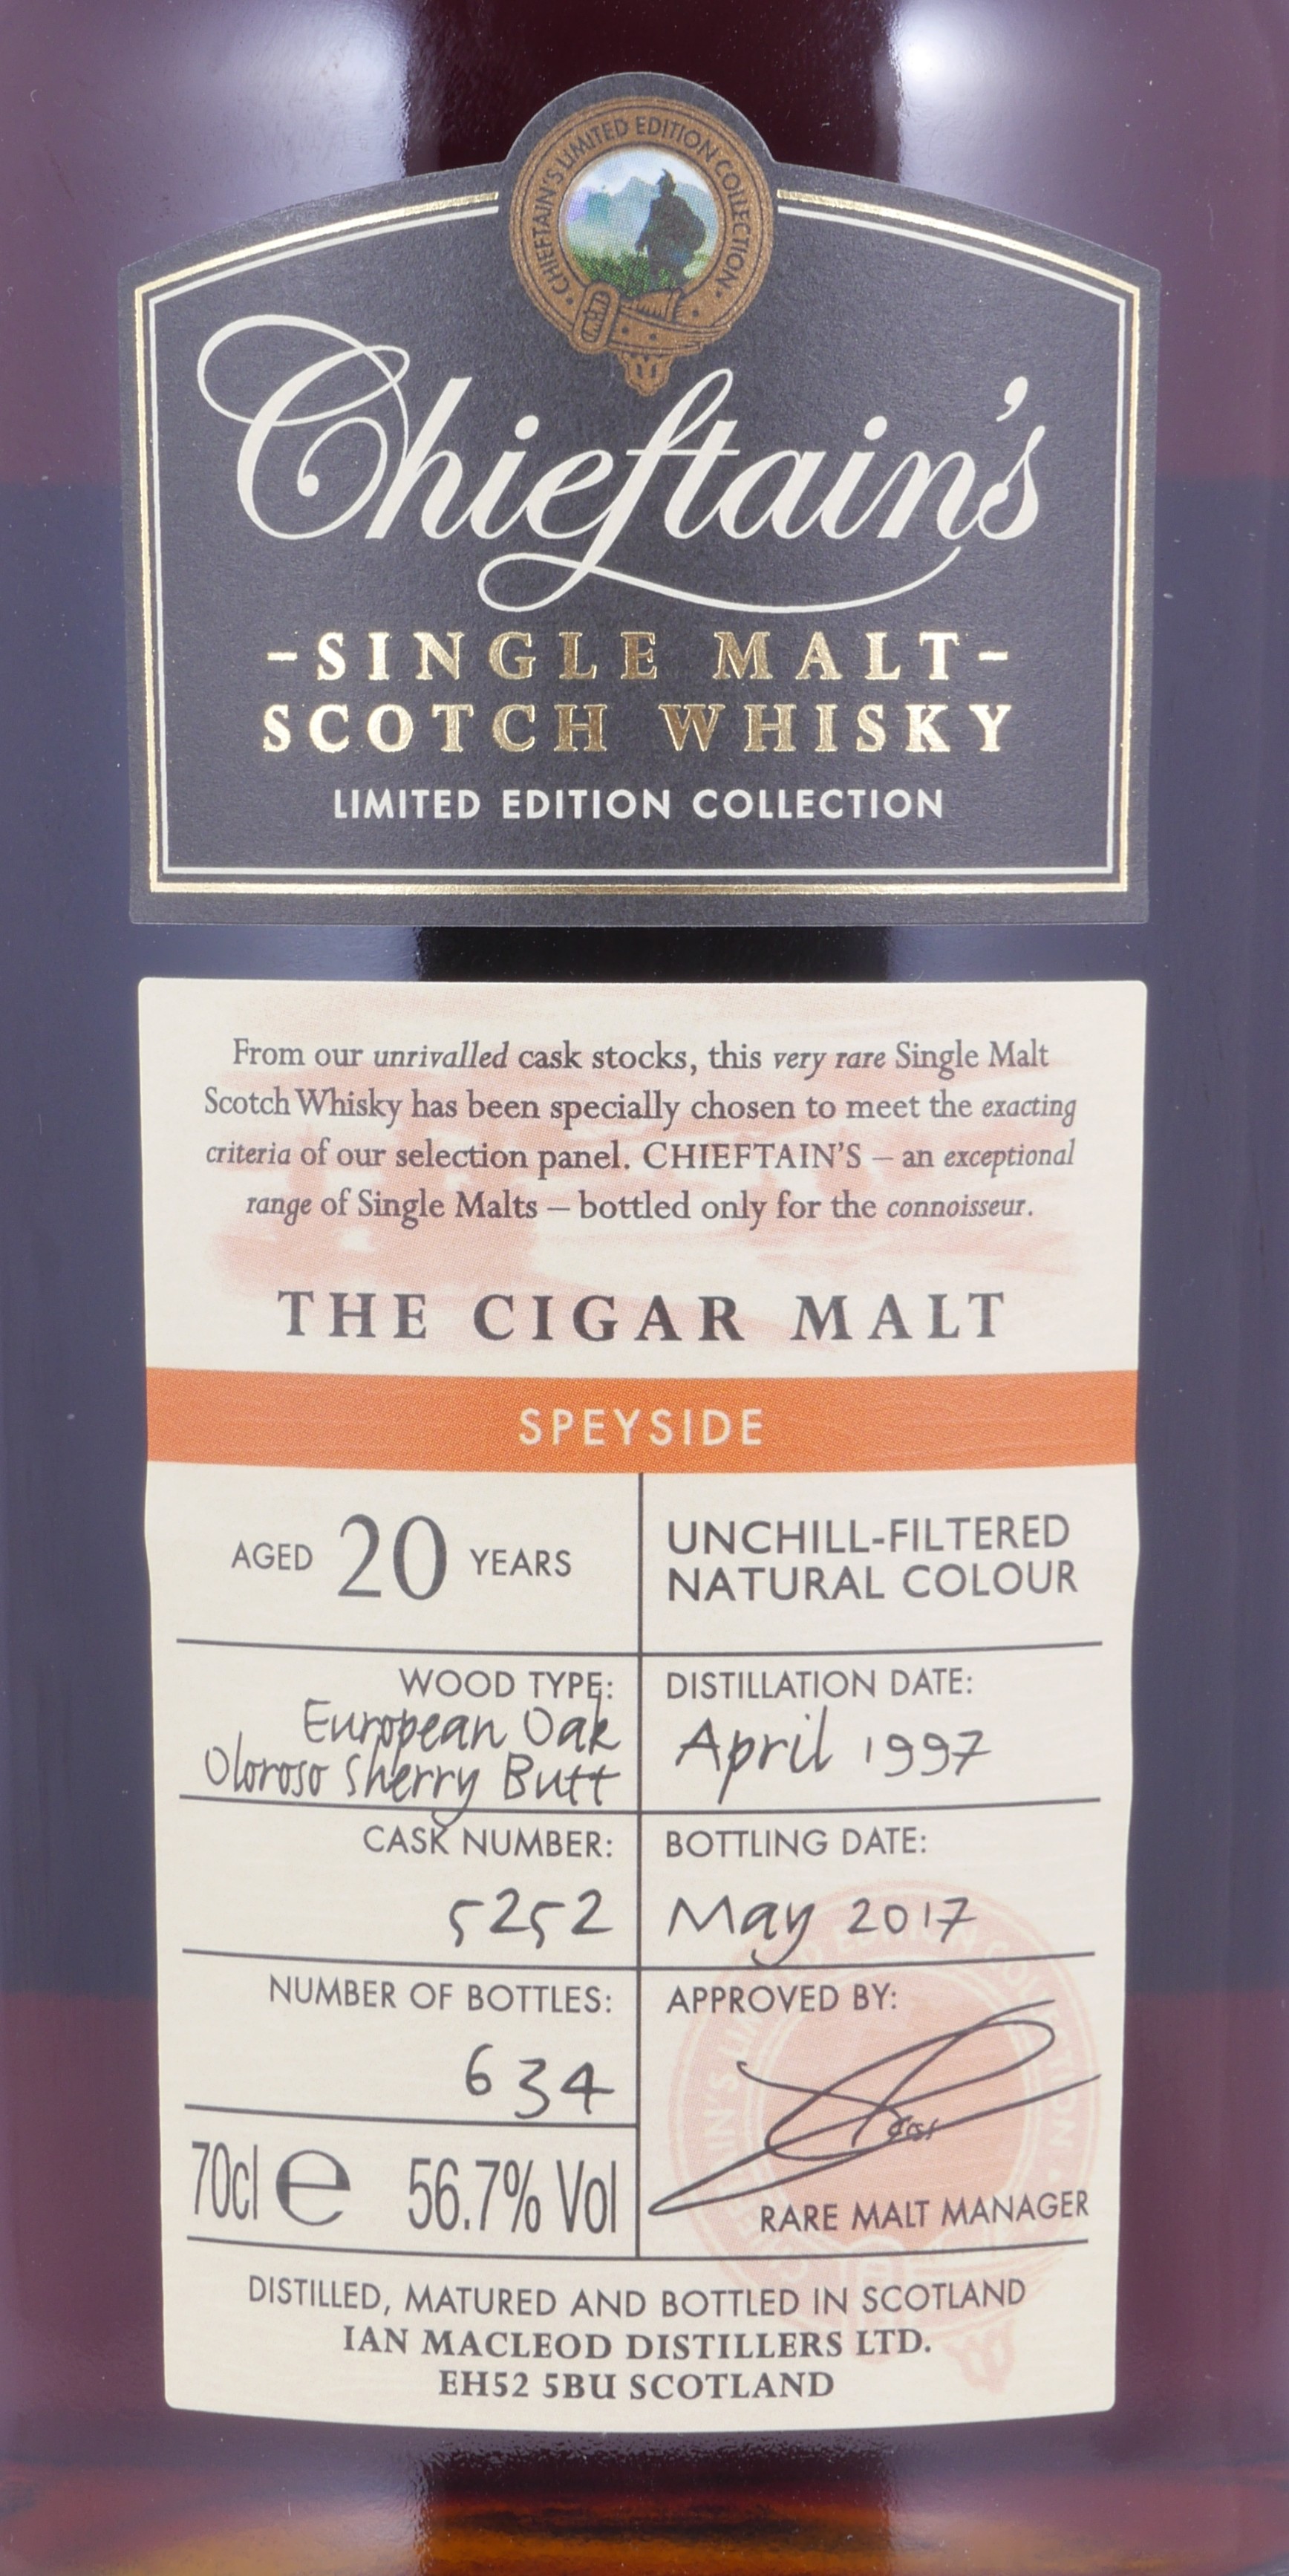 · CHIEFTAIN'S LIMITED EDITION COLLECTION ·
Chieftain's
-SINGLE MALT-
SCOTCH WHISKY
LIMITED EDITION COLLECTION
From our unrivalled cask stocks, this very rare Single Malt
Scotch Whisky has been specially chosen to meet the exacting
criteria of our selection panel. CHIEFTAIN'S – an exceptional
range of Single Malts – bottled only for the connoisseur.
THE CIGAR MALT
SPEYSIDE
AGED 20 YEARS
UNCHILL-FILTERED
NATURAL COLOUR
WOOD TYPE:
European Oak
Oloroso Sherry Butt
DISTILLATION DATE:
April 1997
CASK NUMBER:
5252
BOTTLING DATE:
May 2017
NUMBER OF BOTTLES:
634
70cl e 56.7% Vol
APPROVED BY:
RARE MALT MANAGER
DISTILLED, MATURED AND BOTTLED IN SCOTLAND
IAN MACLEOD DISTILLERS LTD.
EH52 5BU SCOTLAND